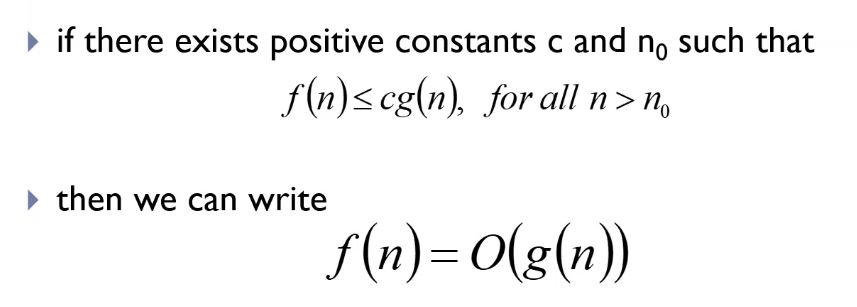 if there exists positive constants c and n₀ such that
f(n) ≤ cg(n), for all n > n₀
then we can write
f(n) = O(g(n))